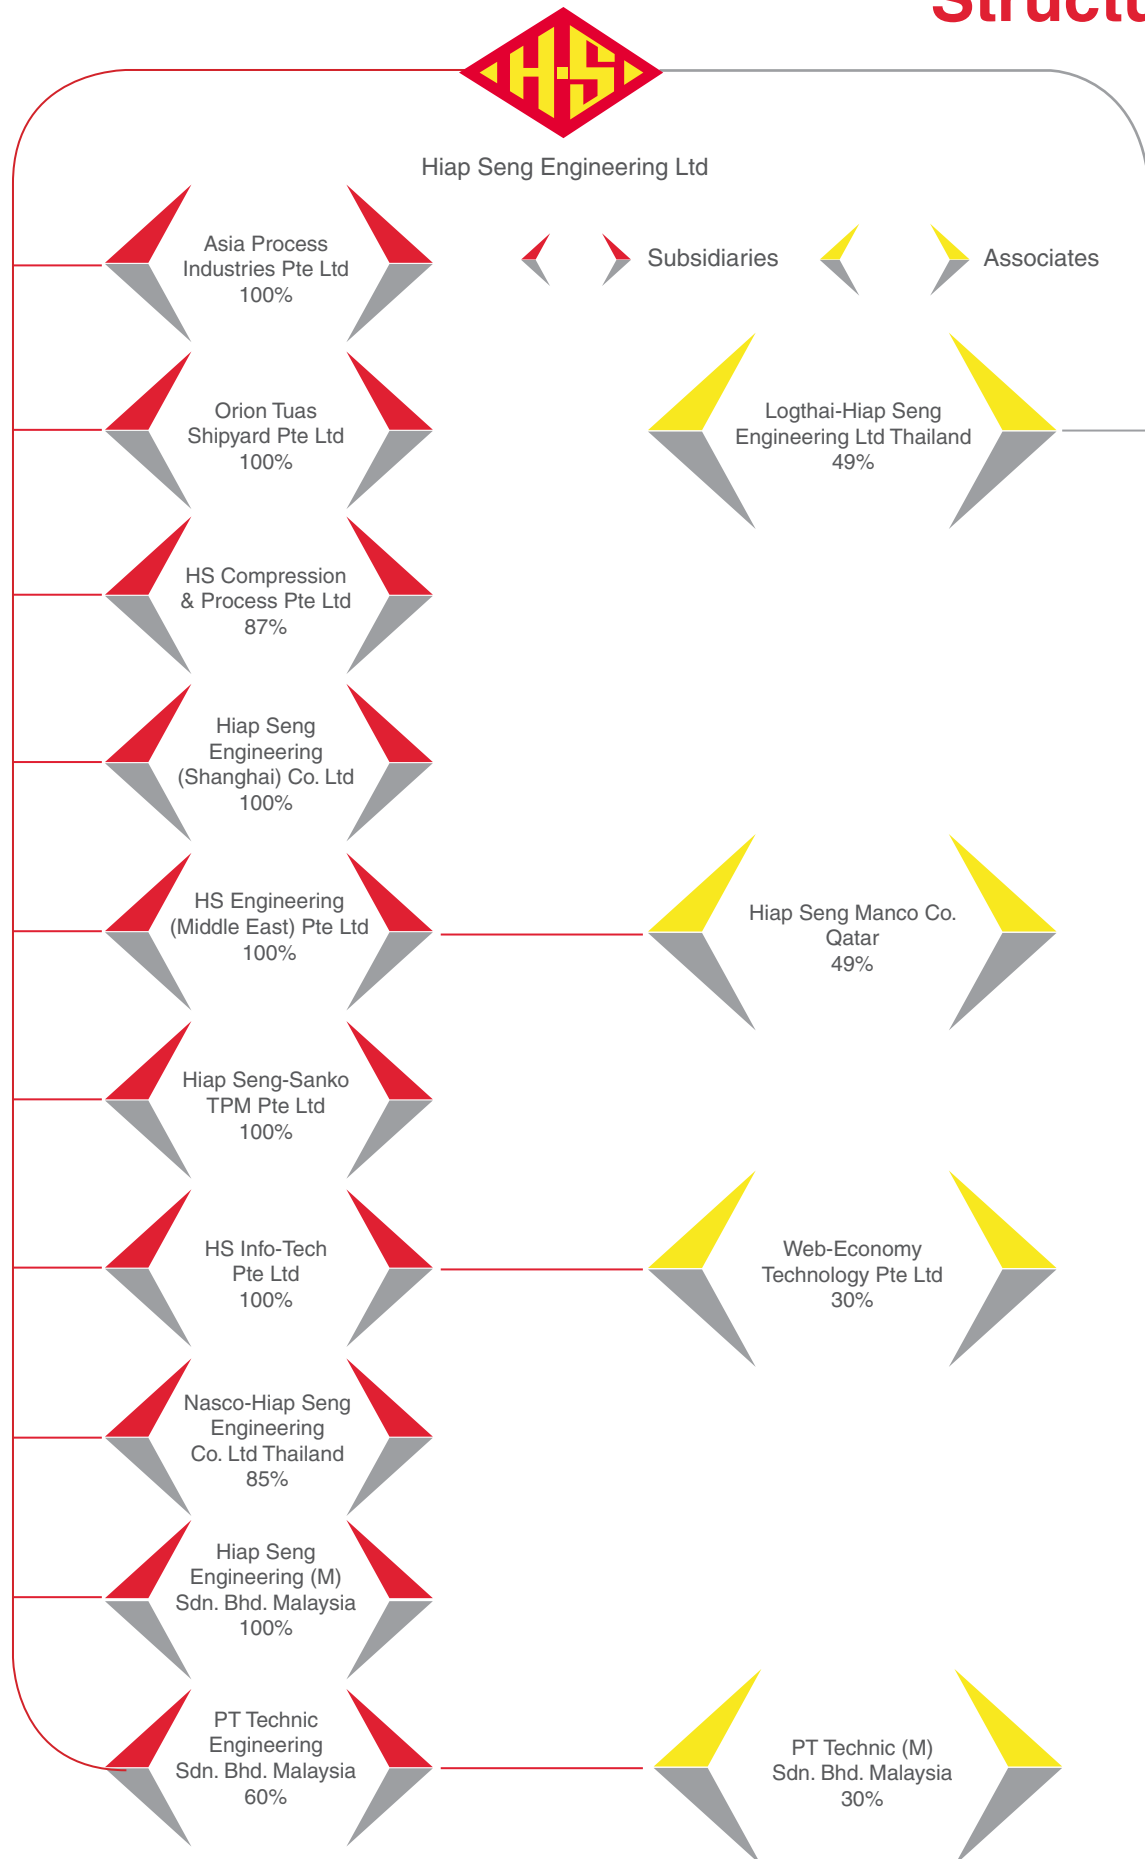 H-S
Hiap Seng Engineering Ltd
Subsidiaries
Associates
Asia Process
Industries Pte Ltd
100%
Orion Tuas
Shipyard Pte Ltd
100%
Logthai-Hiap Seng
Engineering Ltd Thailand
49%
HS Compression
& Process Pte Ltd
87%
Hiap Seng
Engineering
(Shanghai) Co. Ltd
100%
HS Engineering
(Middle East) Pte Ltd
100%
Hiap Seng Manco Co.
Qatar
49%
Hiap Seng-Sanko
TPM Pte Ltd
100%
HS Info-Tech
Pte Ltd
100%
Web-Economy
Technology Pte Ltd
30%
Nasco-Hiap Seng
Engineering
Co. Ltd Thailand
85%
Hiap Seng
Engineering (M)
Sdn. Bhd. Malaysia
100%
PT Technic
Engineering
Sdn. Bhd. Malaysia
60%
PT Technic (M)
Sdn. Bhd. Malaysia
30%